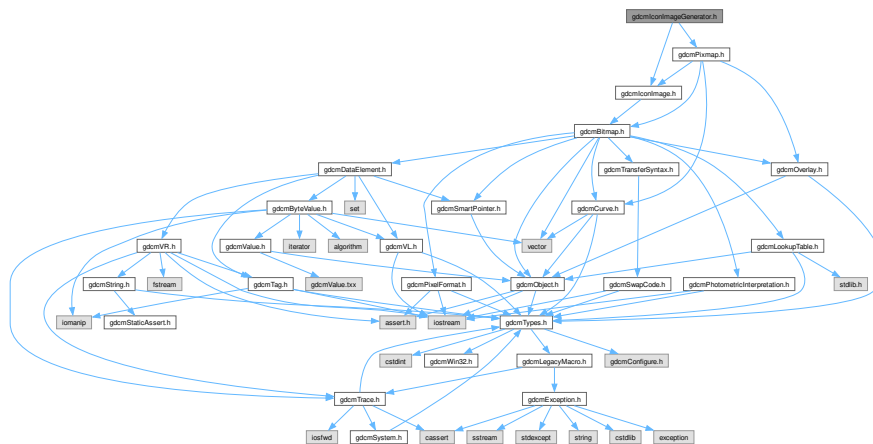 gdcmIconImageGenerator.h
gdcmPixmap.h
gdcmIconImage.h
gdcmBitmap.h
gdcmDataElement.h
gdcmTransferSyntax.h
gdcmOverlay.h
gdcmByteValue.h
set
gdcmSmartPointer.h
gdcmCurve.h
gdcmVR.h
gdcmValue.h
iterator
algorithm
gdcmVL.h
vector
gdcmLookupTable.h
gdcmString.h
fstream
gdcmTag.h
gdcmValue.txx
gdcmPixelFormat.h
gdcmObject.h
gdcmSwapCode.h
gdcmPhotometricInterpretation.h
stdlib.h
iomanip
gdcmStaticAssert.h
assert.h
iostream
gdcmTypes.h
cstdint
gdcmWin32.h
gdcmLegacyMacro.h
gdcmConfigure.h
gdcmTrace.h
gdcmException.h
iosfwd
gdcmSystem.h
cassert
sstream
stdexcept
string
cstdlib
exception